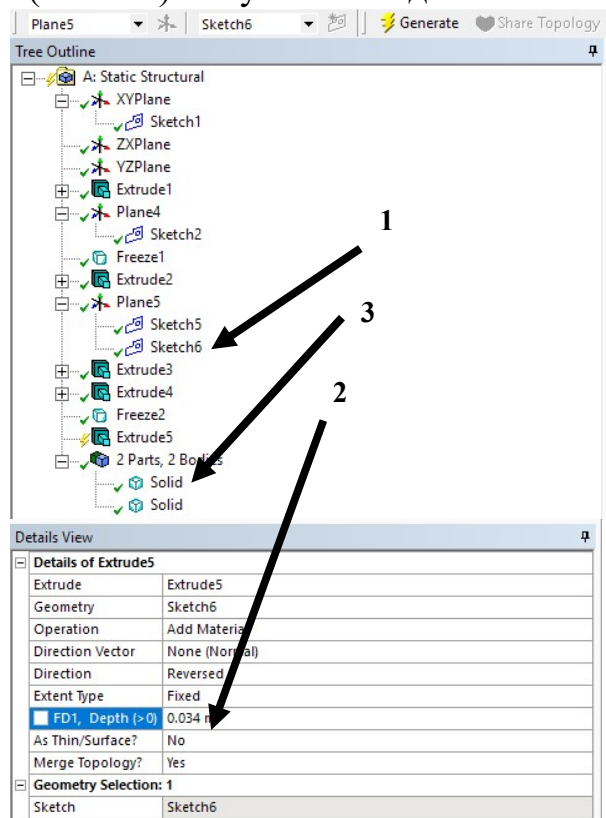 Plane5 Sketch6 Generate Share Topology
Tree Outline
A: Static Structural
XYPlane
Sketch1
ZXPlane
YZPlane
Extrude1
Plane4
1
Sketch2
Freeze1
Extrude2
Plane5
3
Sketch5
Sketch6
Extrude3
Extrude4
2
Freeze2
Extrude5
2 Parts, 2 Bodies
Solid
Solid
Details View
Details of Extrude5
Extrude Extrude5
Geometry Sketch6
Operation Add Material
Direction Vector None (Normal)
Direction Reversed
Extent Type Fixed
FD1, Depth (>0) 0.034 m
As Thin/Surface? No
Merge Topology? Yes
Geometry Selection: 1
Sketch Sketch6